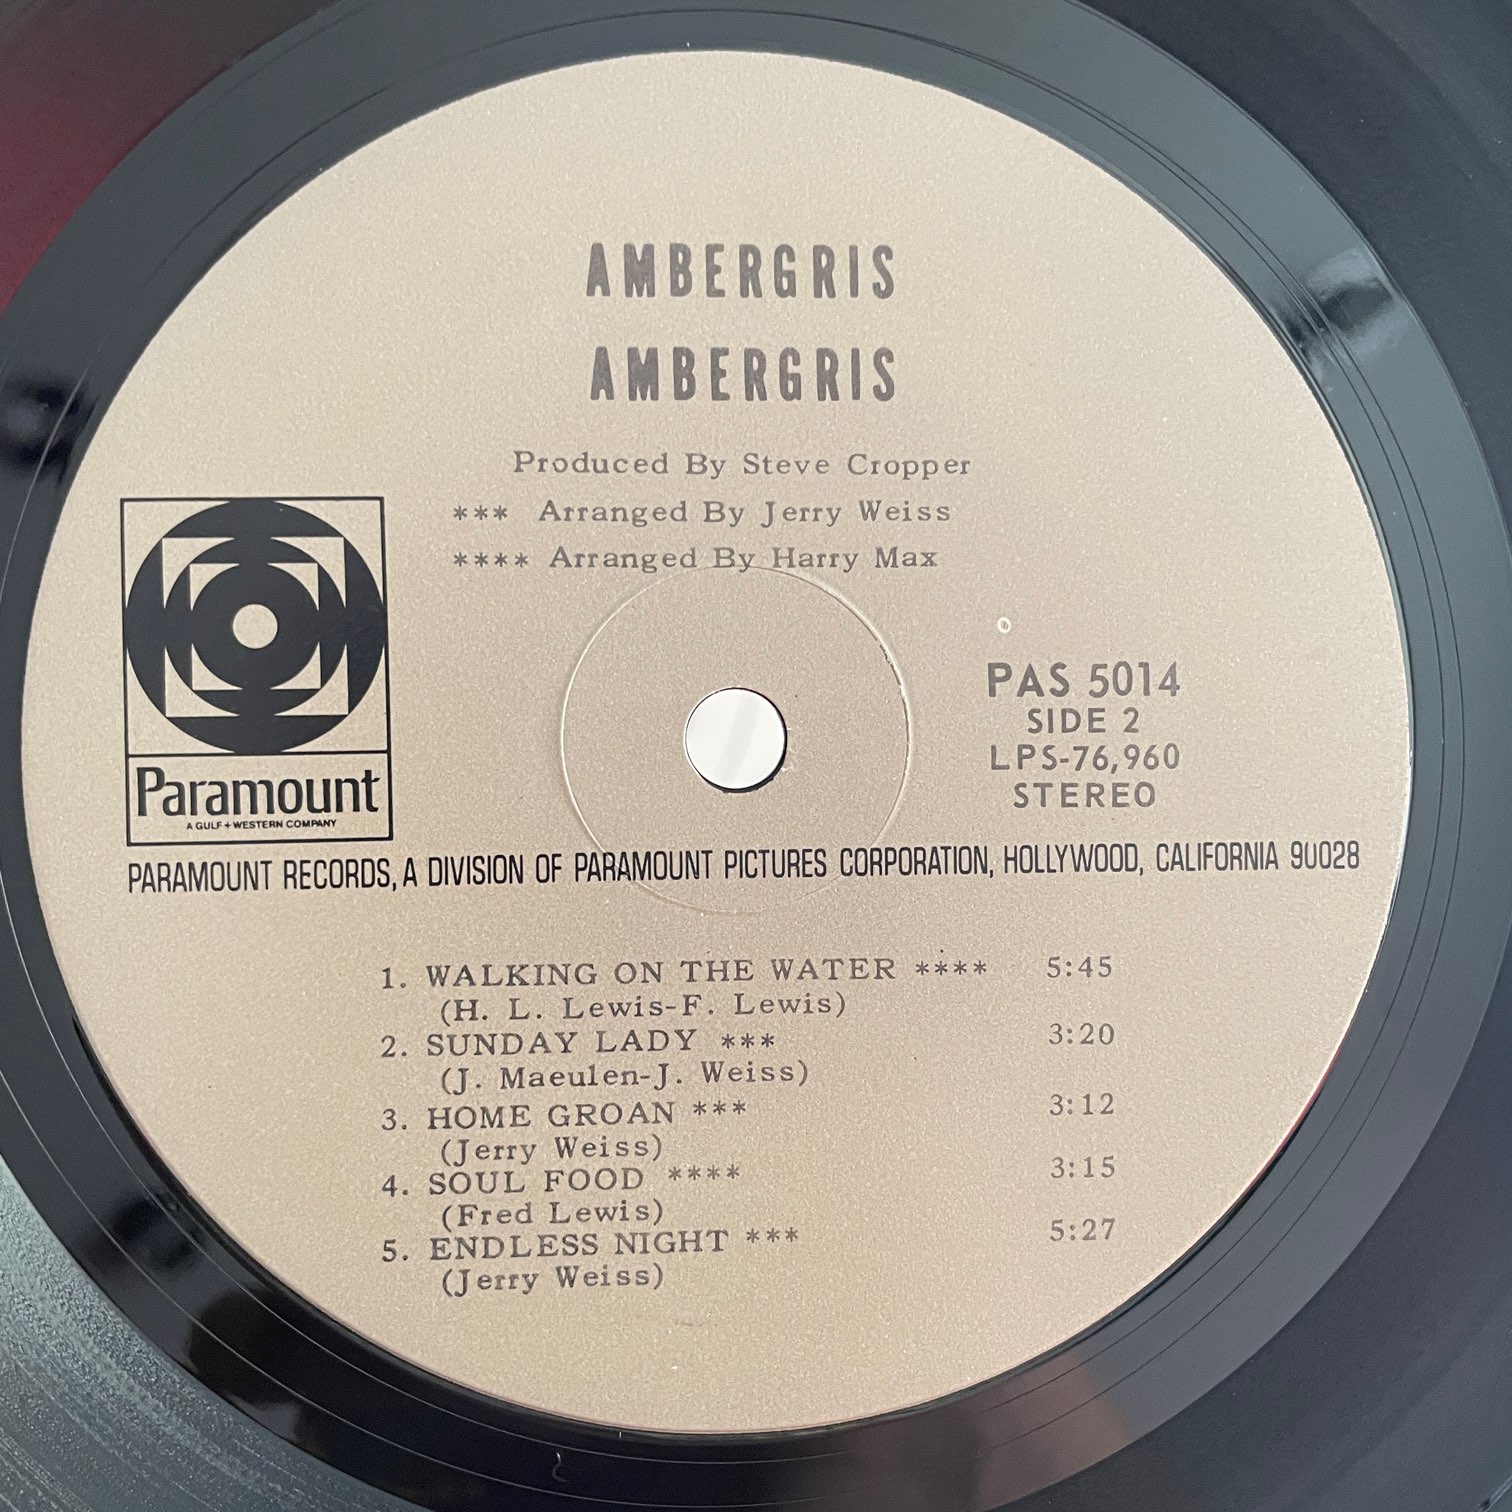 AMBERGRIS
AMBERGRIS
Produced By Steve Cropper
*** Arranged By Jerry Weiss
**** Arranged By Harry Max
Paramount
A GULF+WESTERN COMPANY
PAS 5014
SIDE 2
LPS-76,960
STEREO
PARAMOUNT RECORDS, A DIVISION OF PARAMOUNT PICTURES CORPORATION, HOLLYWOOD, CALIFORNIA 90028
1. WALKING ON THE WATER **** 5:45
(H. L. Lewis-F. Lewis)
2. SUNDAY LADY *** 3:20
(J. Maeulen-J. Weiss)
3. HOME GROAN *** 3:12
(Jerry Weiss)
4. SOUL FOOD **** 3:15
(Fred Lewis)
5. ENDLESS NIGHT *** 5:27
(Jerry Weiss)